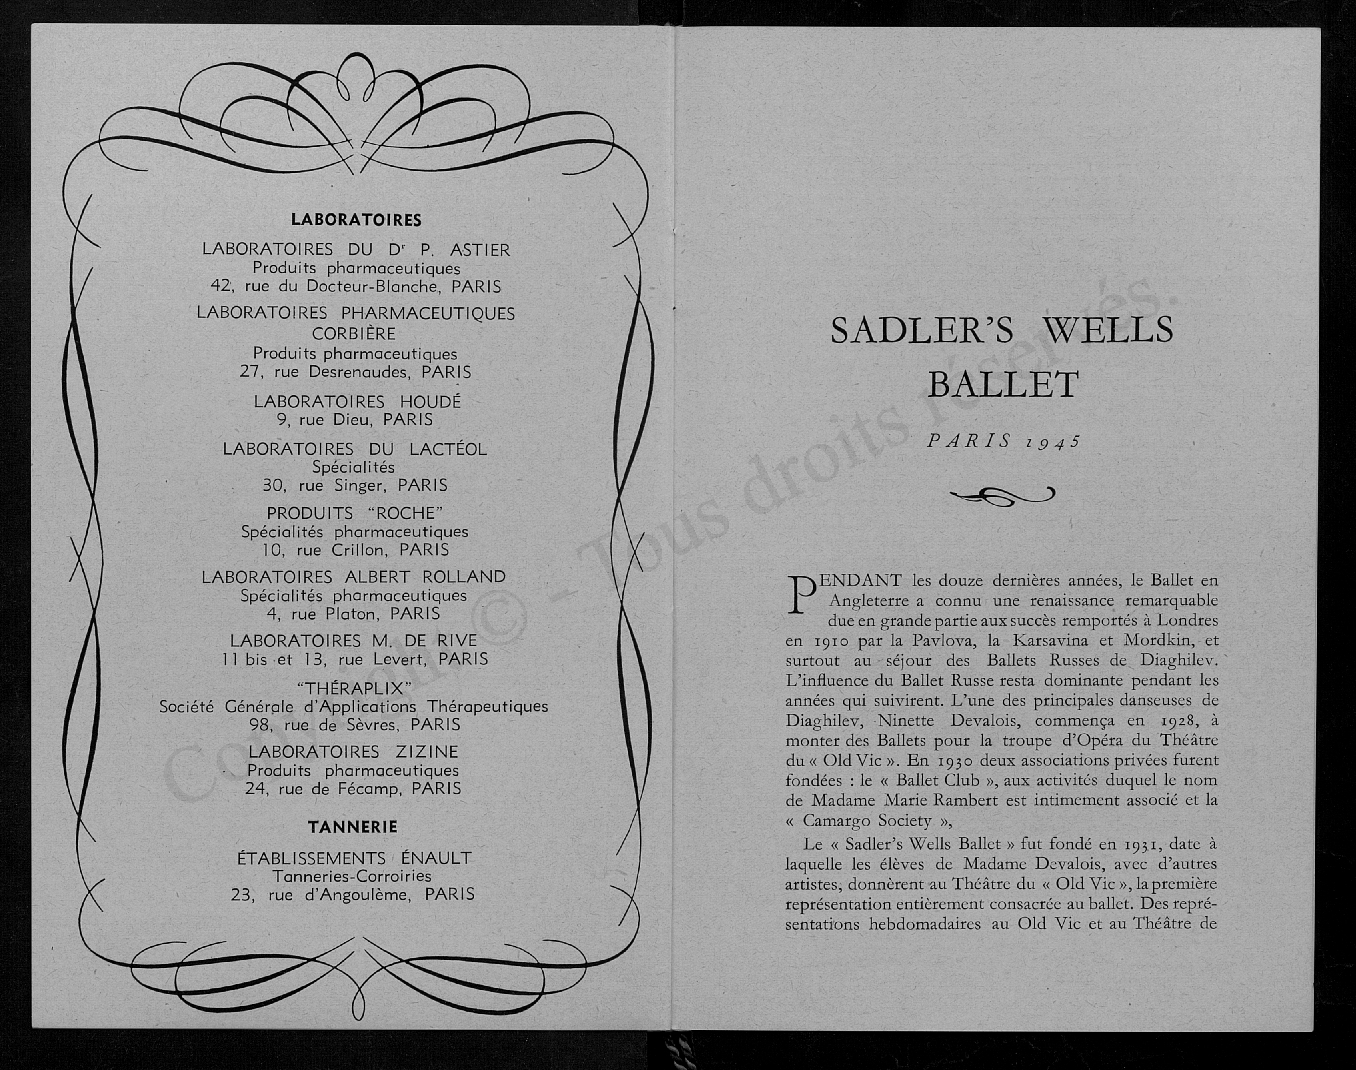 LABORATOIRES
LABORATOIRES DU Dr P. ASTIER
Produits pharmaceutiques
42, rue du Docteur-Blanche, PARIS
LABORATOIRES PHARMACEUTIQUES
CORBIÈRE
Produits pharmaceutiques
27, rue Desrenaudes, PARIS
LABORATOIRES HOUDÉ
9, rue Dieu, PARIS
LABORATOIRES DU LACTÉOL
Spécialités
30, rue Singer, PARIS
PRODUITS “ROCHE”
Spécialités pharmaceutiques
10, rue Crillon, PARIS
LABORATOIRES ALBERT ROLLAND
Spécialités pharmaceutiques
4, rue Platon, PARIS
LABORATOIRES M. DE RIVE
11 bis et 13, rue Levert, PARIS
“THÉRAPLIX”
Société Générale d’Applications Thérapeutiques
98, rue de Sèvres, PARIS
LABORATOIRES ZIZINE
Produits pharmaceutiques
24, rue de Fécamp, PARIS
TANNERIE
ÉTABLISSEMENTS ÉNAULT
Tanneries-Corroiries
23, rue d’Angoulême, PARIS
SADLER’S WELLS
BALLET
PARIS 1945
PENDANT les douze dernières années, le Ballet en
Angleterre a connu une renaissance remarquable
due en grande partie aux succès remportés à Londres
en 1910 par la Pavlova, la Karsavina et Mordkin, et
surtout au séjour des Ballets Russes de Diaghilev.
L’influence du Ballet Russe resta dominante pendant les
années qui suivirent. L’une des principales danseuses de
Diaghilev, Ninette Devalois, commença en 1928, à
monter des Ballets pour la troupe d’Opéra du Théâtre
du « Old Vic ». En 1930 deux associations privées furent
fondées : le « Ballet Club », aux activités duquel le nom
de Madame Marie Rambert est intimement associé et la
« Camargo Society »,
Le « Sadler’s Wells Ballet » fut fondé en 1931, date à
laquelle les élèves de Madame Devalois, avec d’autres
artistes, donnèrent au Théâtre du « Old Vic », la première
représentation entièrement consacrée au ballet. Des repré-
sentations hebdomadaires au Old Vic et au Théâtre de
Copyright © - Tous droits réservés.